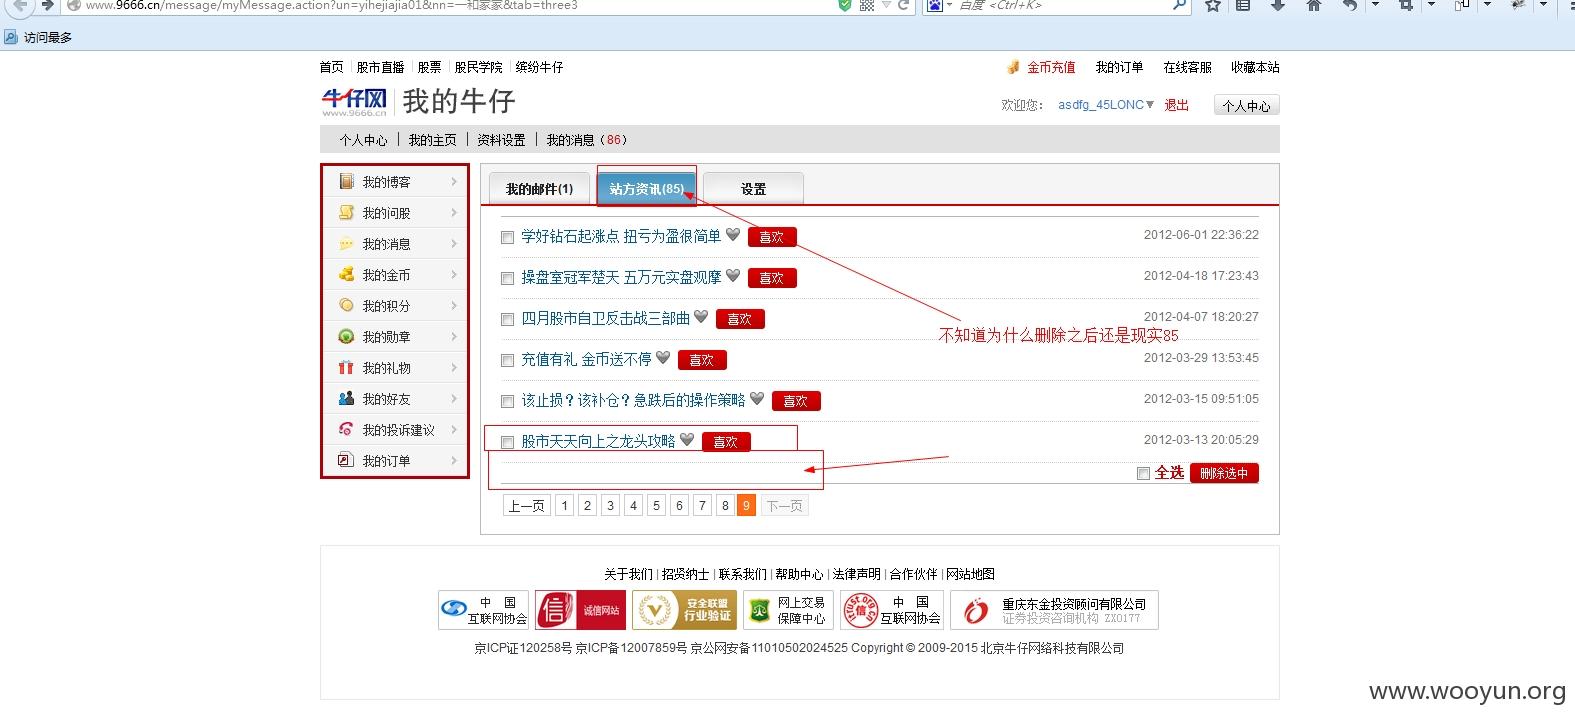 www.9666.cn/message/myMessage.action?un=yihejiajia01&nn=一和家家&tab=three3
百度 <Ctrl+K>
访问最多
首页 股市直播 股票 股民学院 缤纷牛仔
金币充值 我的订单 在线客服 收藏本站
牛仔网 www.9666.cn 我的牛仔
欢迎您: asdfg_45LONC 退出 个人中心
个人中心 我的主页 资料设置 我的消息(86)
我的博客
我的问股
我的消息
我的金币
我的积分
我的勋章
我的礼物
我的好友
我的投诉建议
我的订单
我的邮件(1) 站方资讯(85) 设置
学好钻石起涨点 扭亏为盈很简单 喜欢 2012-06-01 22:36:22
操盘室冠军楚天 五万元实盘观摩 喜欢 2012-04-18 17:23:43
四月股市自卫反击战三部曲 喜欢 2012-04-07 18:20:27
不知道为什么删除之后还是现实85
充值有礼 金币送不停 喜欢 2012-03-29 13:53:45
该止损？该补仓？急跌后的操作策略 喜欢 2012-03-15 09:51:05
股市天天向上之龙头攻略 喜欢 2012-03-13 20:05:29
全选 删除选中
上一页 1 2 3 4 5 6 7 8 9 下一页
关于我们 | 招贤纳士 | 联系我们 | 帮助中心 | 法律声明 | 合作伙伴 | 网站地图
中国互联网协会
信 诚信网站
安全联盟 行业验证
网上交易保障中心
itrust.org.cn 信 中国互联网协会
重庆东金投资顾问有限公司
证券投资咨询机构 ZX0177
京ICP证120258号 京ICP备12007859号 京公网安备11010502024525 Copyright © 2009-2015 北京牛仔网络科技有限公司
www.wooyun.org